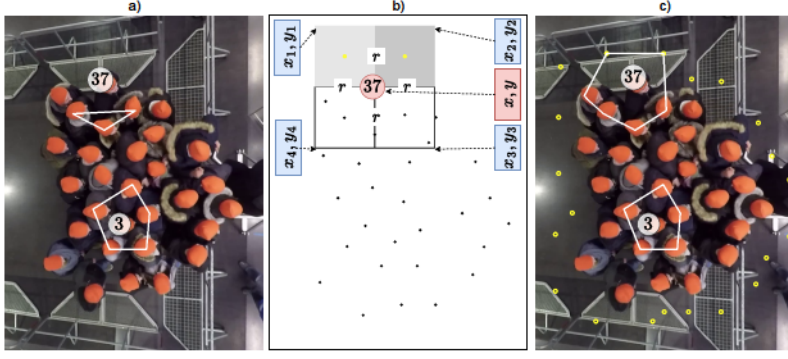 a)
b)
c)
37
3
x₁, y₁
x₂, y₂
r
r
37
r
x, y
r
x₄, y₄
x₃, y₃
37
3